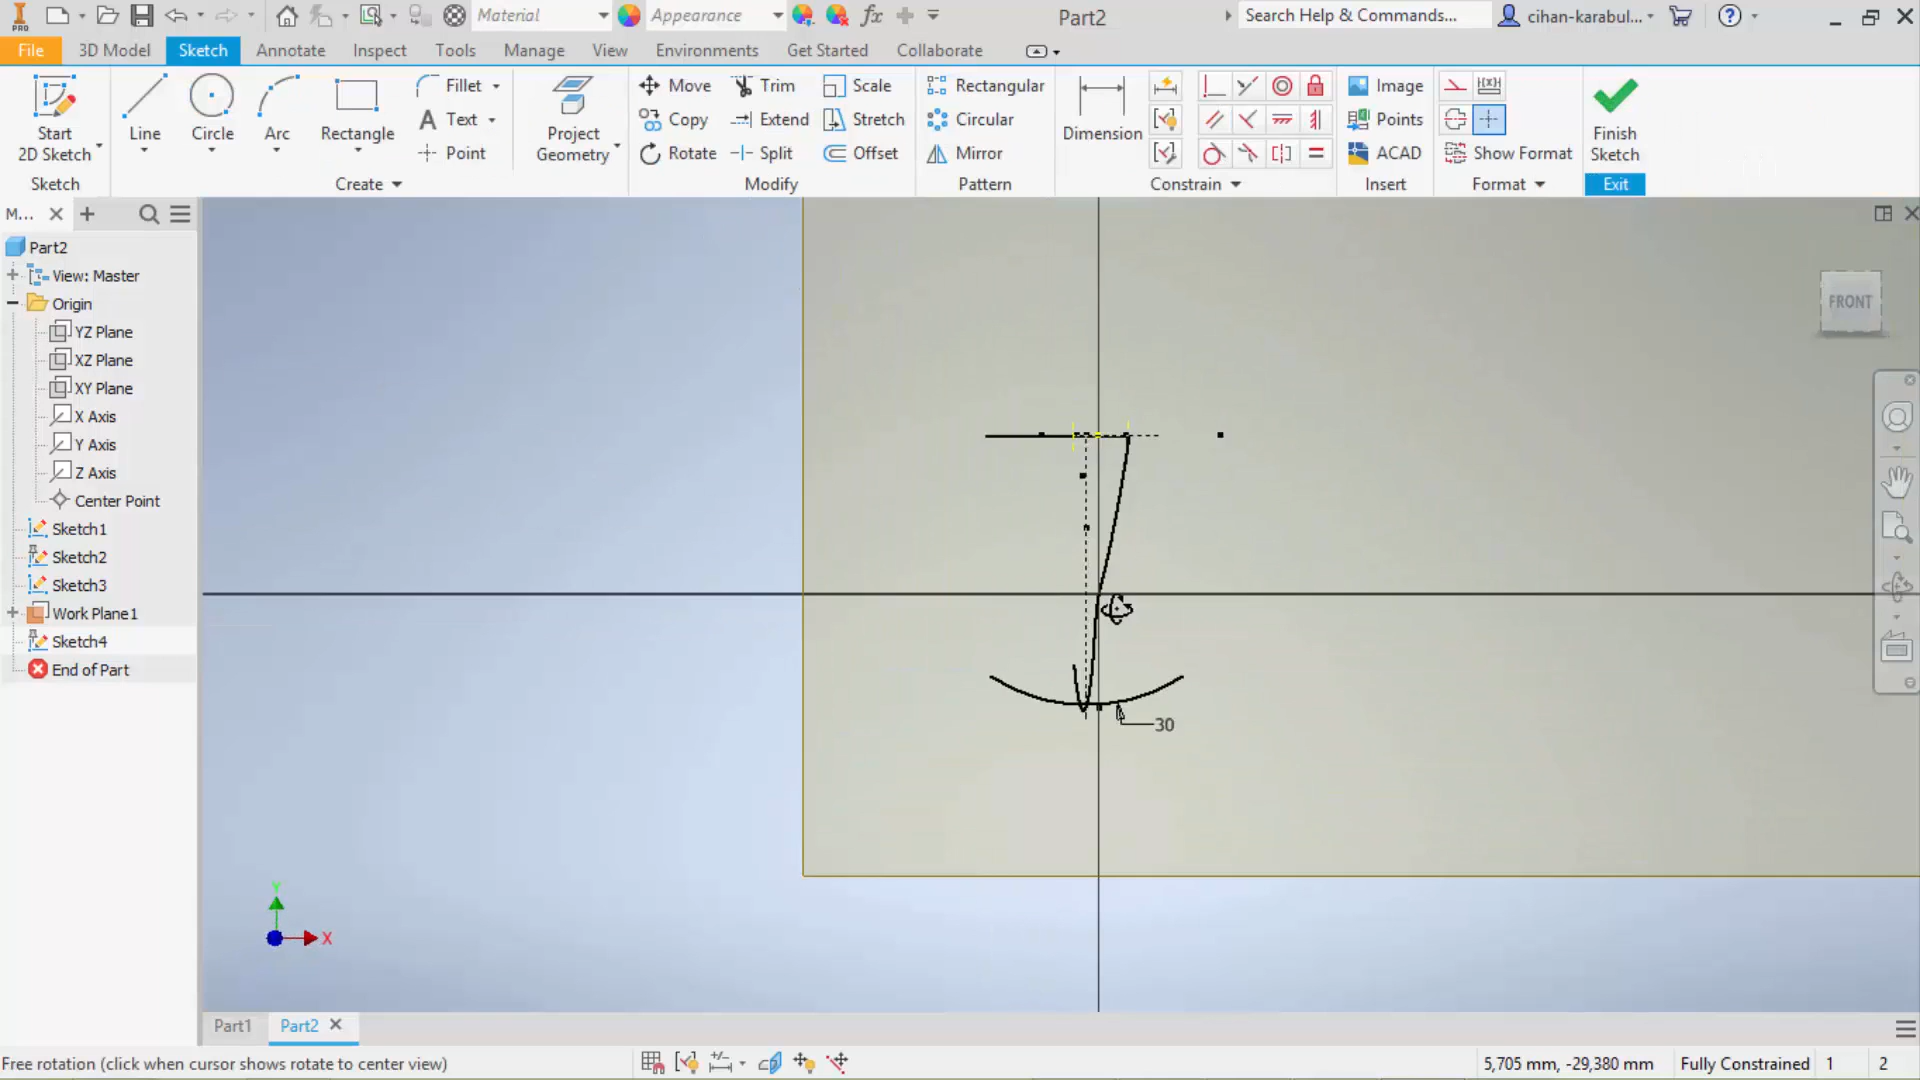 PRO Material Appearance fx Part2 Search Help & Commands... cihan-karabul... ?
File 3D Model Sketch Annotate Inspect Tools Manage View Environments Get Started Collaborate
Start 2D Sketch Line Circle Arc Rectangle Fillet Text Point Project Geometry Move Copy Rotate Trim Extend Split Scale Stretch Offset Rectangular Circular Mirror Dimension Image Points ACAD Show Format Finish Sketch
Sketch Create Modify Pattern Constrain Insert Format Exit
M...
Part2
View: Master
Origin
YZ Plane
XZ Plane
XY Plane
X Axis
Y Axis
Z Axis
Center Point
Sketch1
Sketch2
Sketch3
Work Plane1
Sketch4
End of Part
FRONT
30
Y
X
Part1 Part2
Free rotation (click when cursor shows rotate to center view) 5,705 mm, -29,380 mm Fully Constrained 1 2